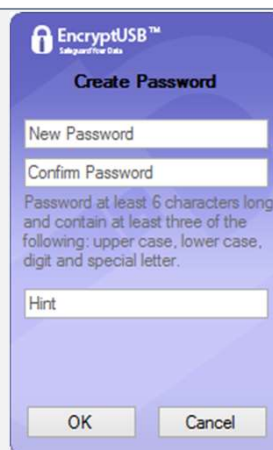 EncryptUSB™
Safeguard Your Data
Create Password
New Password
Confirm Password
Password at least 6 characters long
and contain at least three of the
following: upper case, lower case,
digit and special letter.
Hint
OK
Cancel